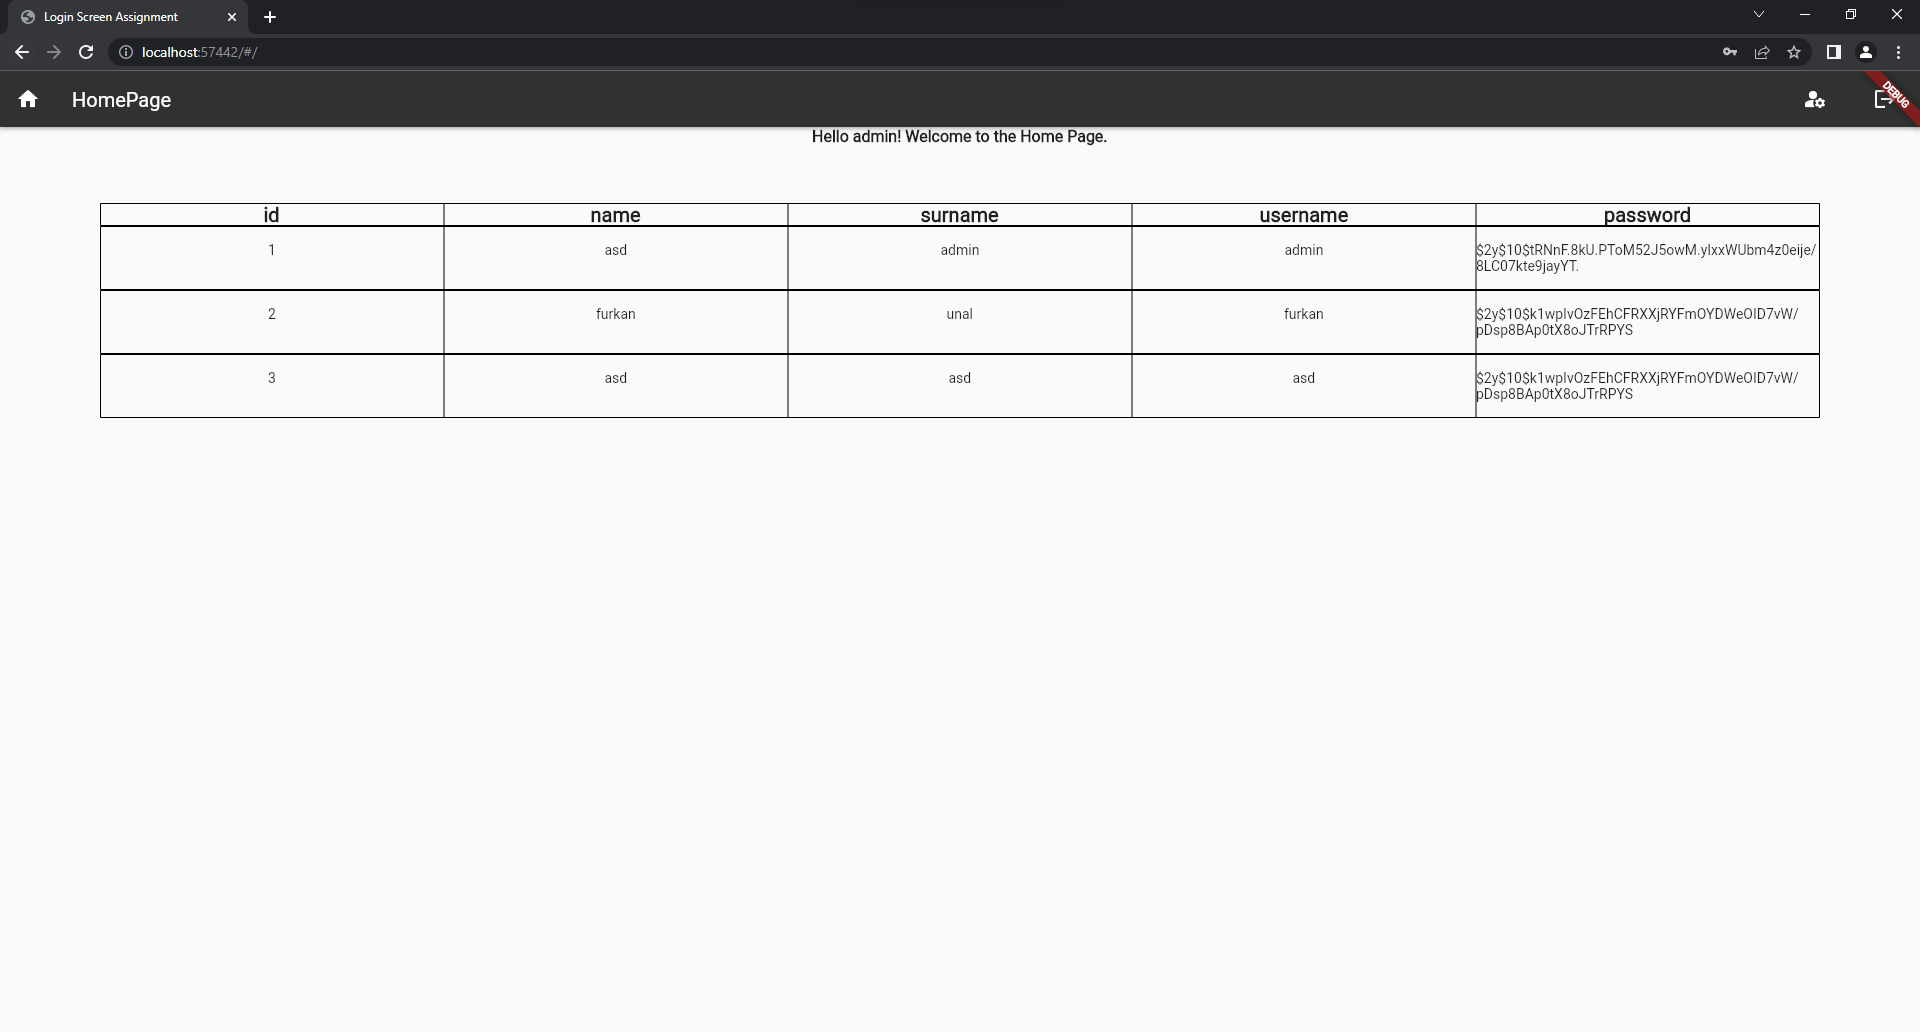 Login Screen Assignment
localhost:57442/#/
HomePage
DEBUG
Hello admin! Welcome to the Home Page.
id name surname username password
1 asd admin admin $2y$10$tRNnF.8kU.PToM52J5owM.ylxxWUbm4z0eije/
8LC07kte9jayYT.
2 furkan unal furkan $2y$10$k1wpIvOzFEhCFRXXjRYFmOYDWeOID7vW/
pDsp8BAp0tX8oJTrRPYS
3 asd asd asd $2y$10$k1wpIvOzFEhCFRXXjRYFmOYDWeOID7vW/
pDsp8BAp0tX8oJTrRPYS